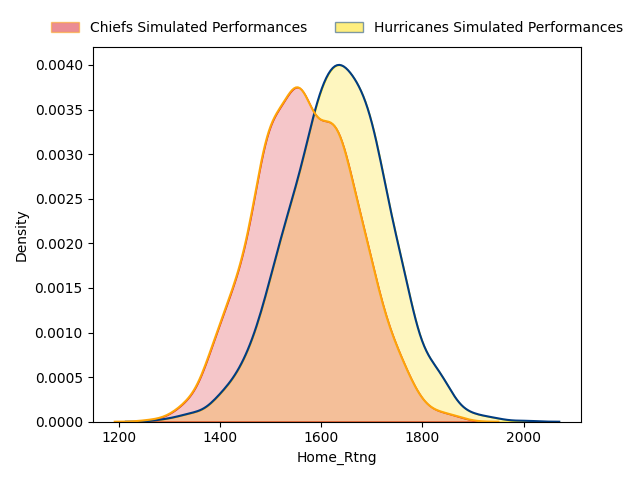 Chiefs Simulated Performances Hurricanes Simulated Performances
0.0040
0.0035
0.0030
0.0025
0.0020
0.0015
0.0010
0.0005
0.0000
Density
1200 1400 1600 1800 2000
Home_Rtng